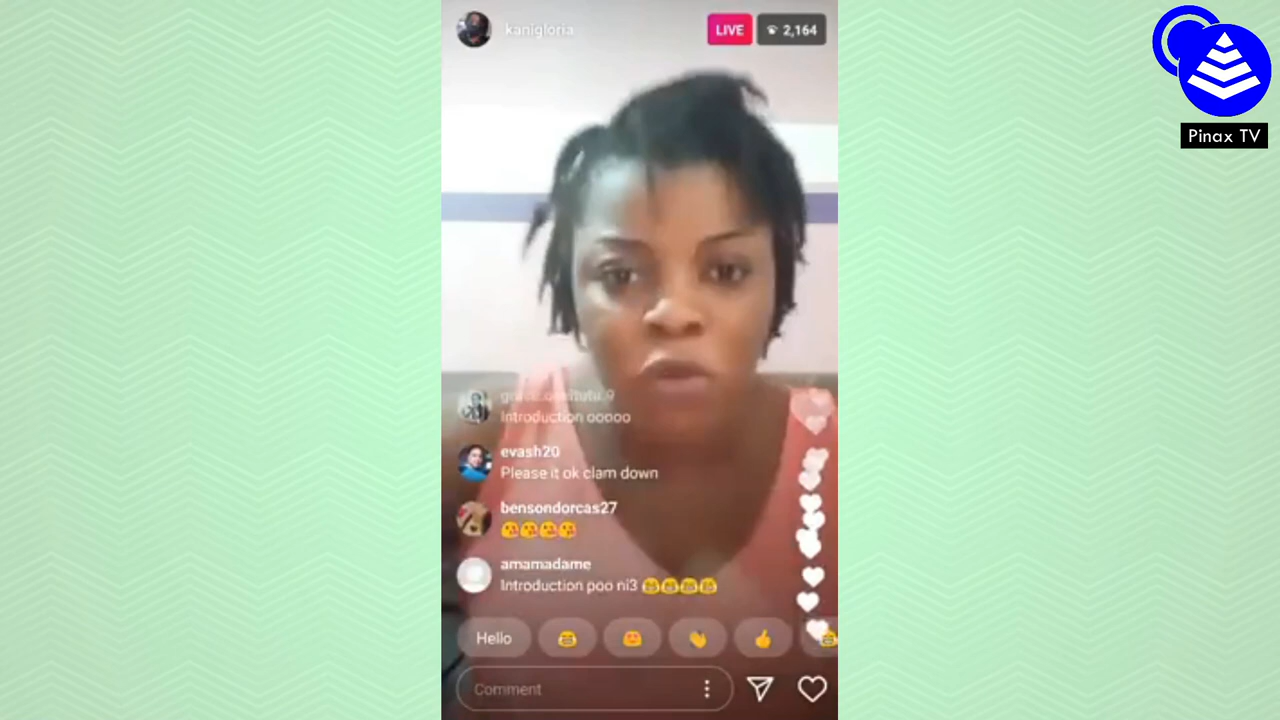 kanigloria
LIVE
2,164
Pinax TV
Introduction ooooo
evash20
Please it ok clam down
bensondorcas27
😘😘😘😘
amamadame
Introduction poo ni3 😂😂😂😂
Hello
Comment